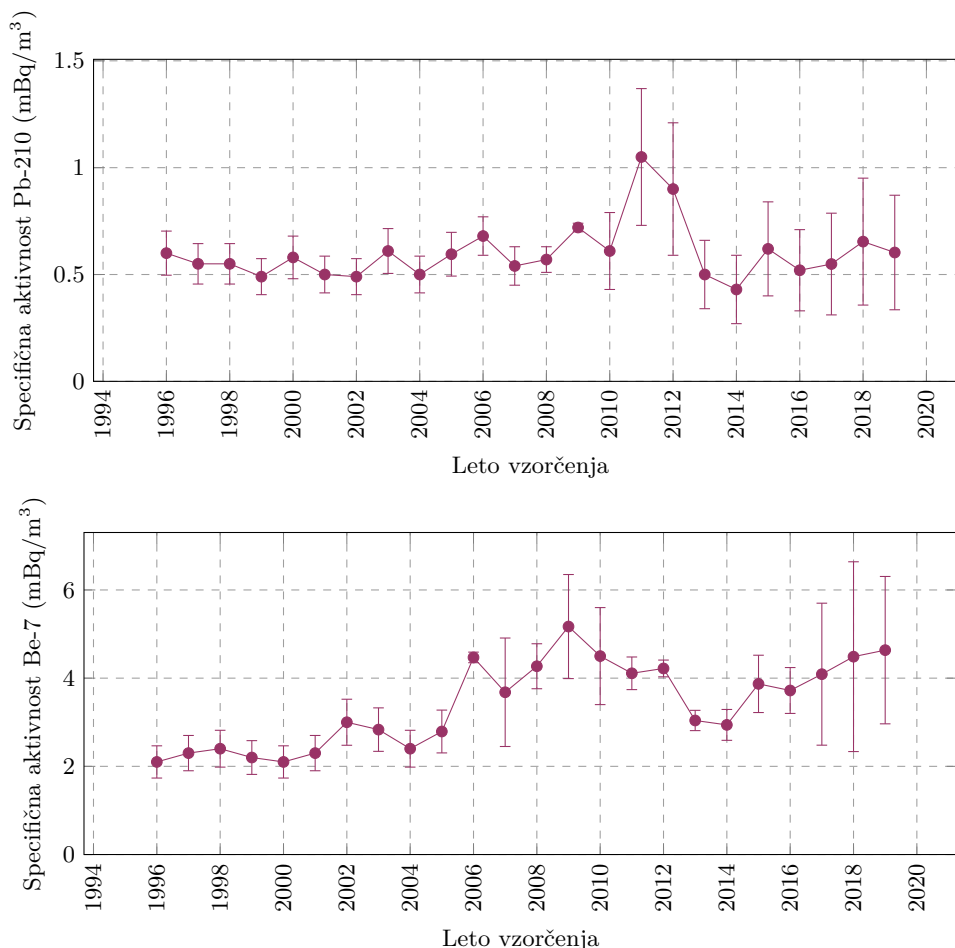 Specifična aktivnost Pb-210 (mBq/m³)
1.5
1
0.5
0
1994 1996 1998 2000 2002 2004 2006 2008 2010 2012 2014 2016 2018 2020
Leto vzorčenja
Specifična aktivnost Be-7 (mBq/m³)
6
4
2
0
1994 1996 1998 2000 2002 2004 2006 2008 2010 2012 2014 2016 2018 2020
Leto vzorčenja